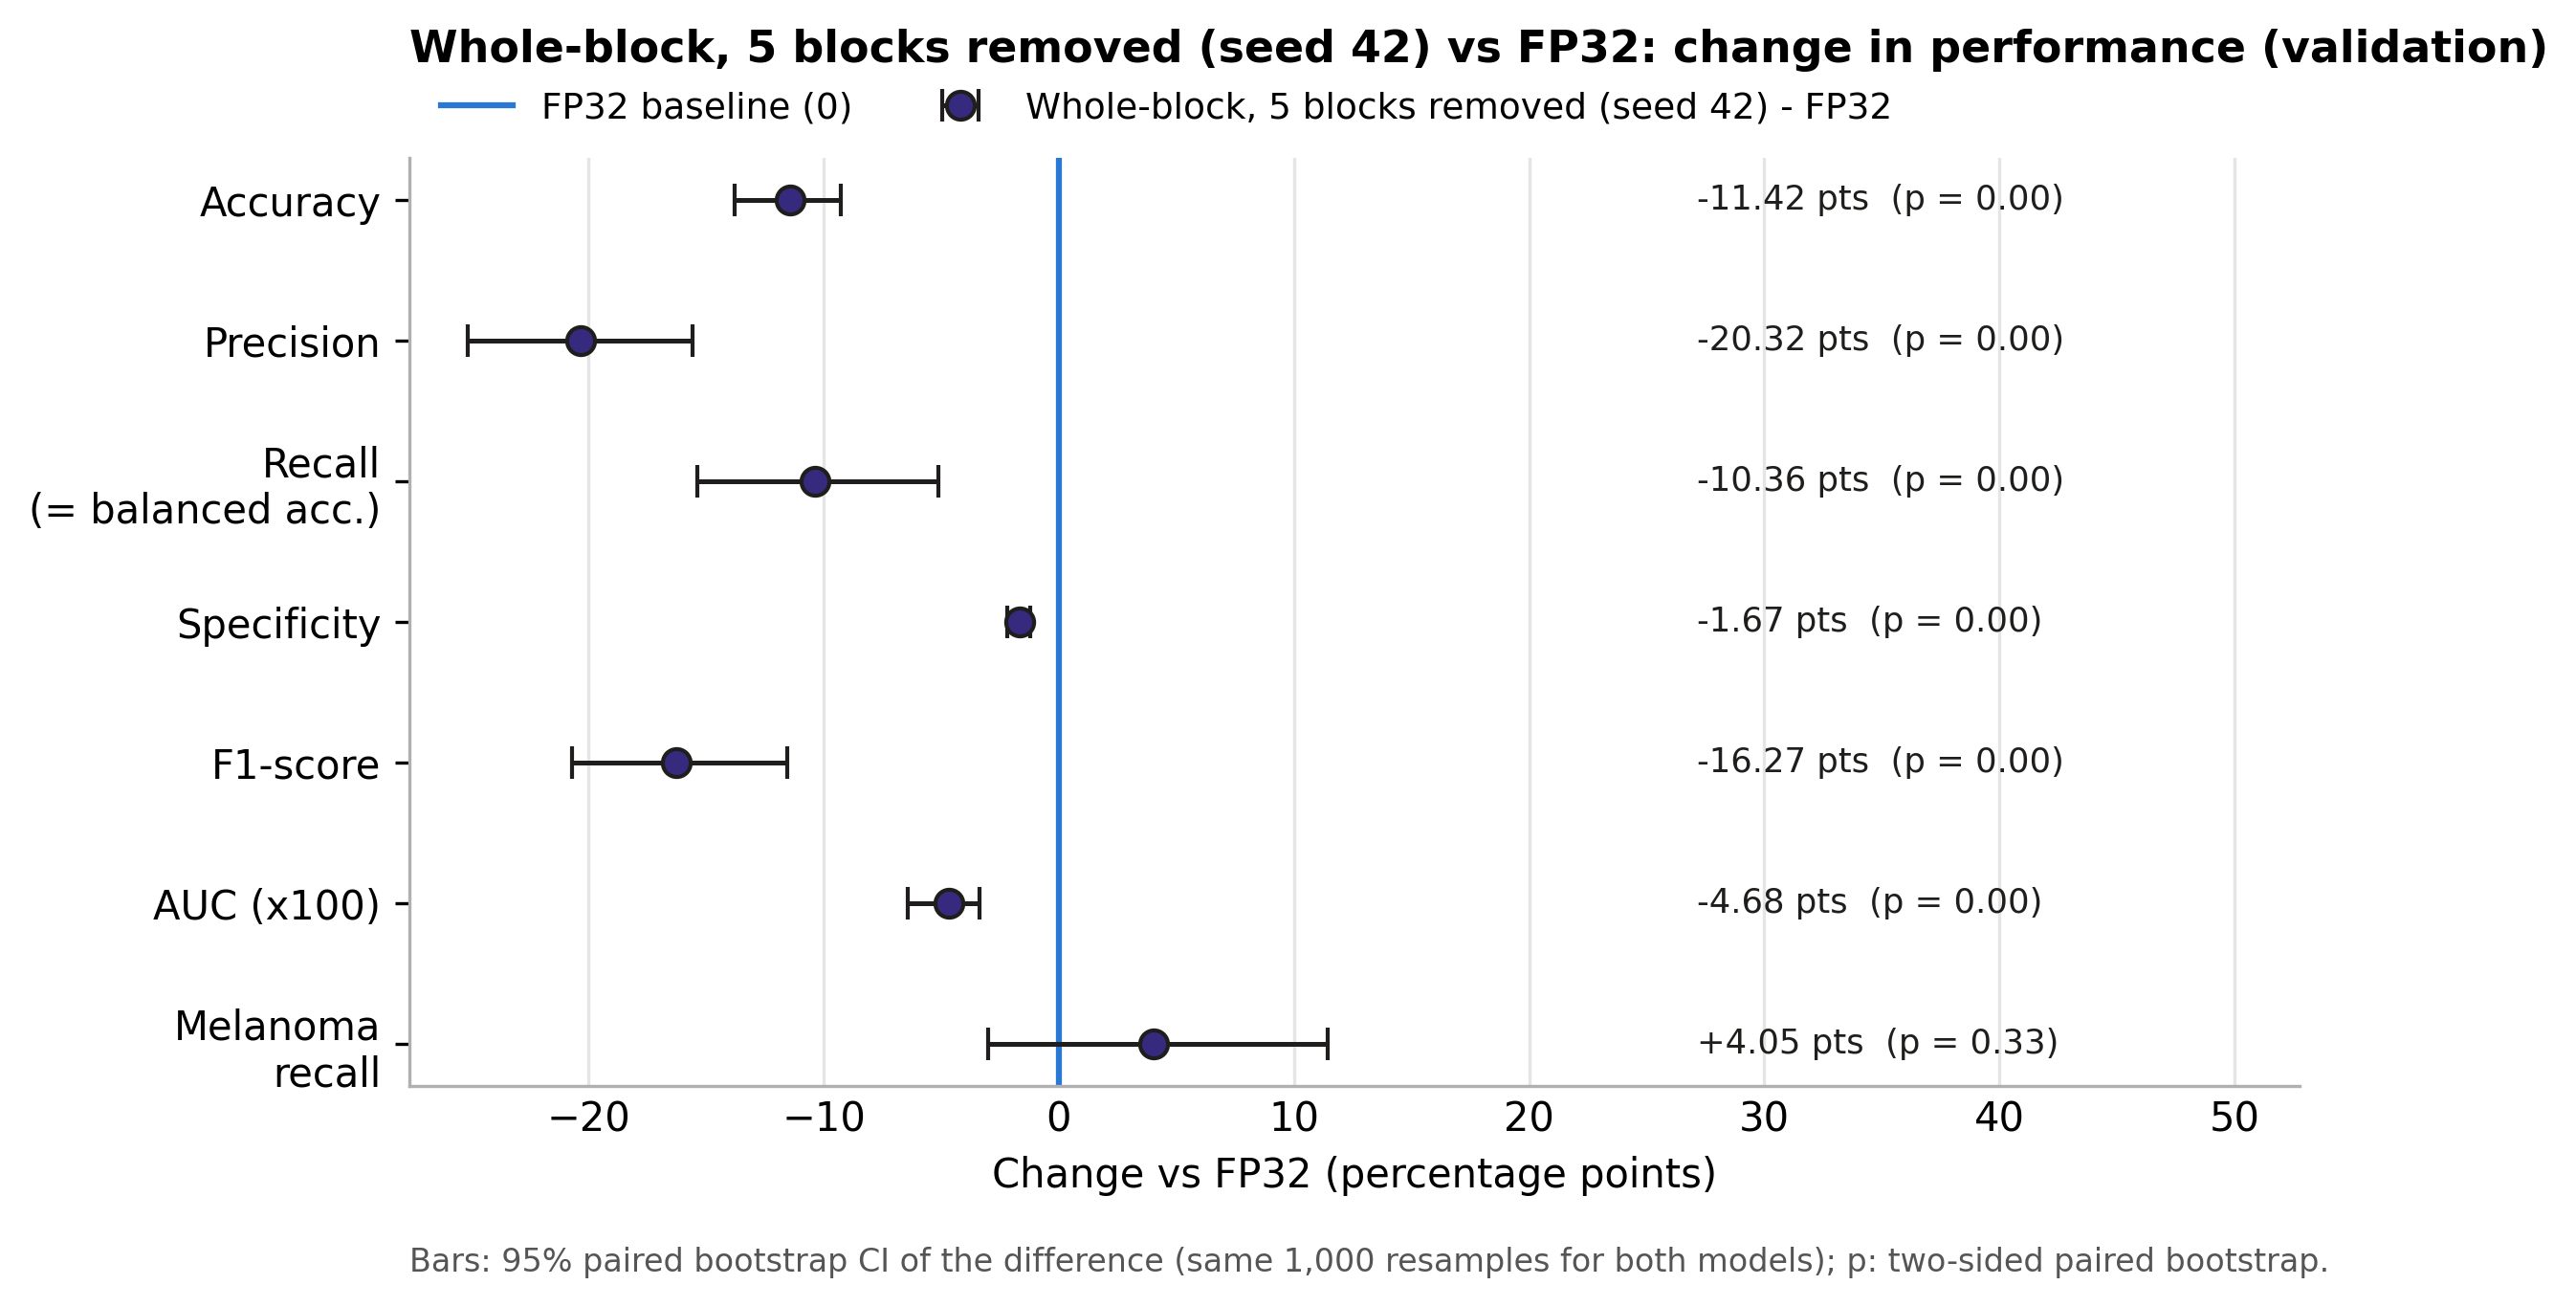 Whole-block, 5 blocks removed (seed 42) vs FP32: change in performance (validation)
FP32 baseline (0)
Whole-block, 5 blocks removed (seed 42) - FP32
Accuracy
-11.42 pts (p = 0.00)
Precision
-20.32 pts (p = 0.00)
Recall
(= balanced acc.)
-10.36 pts (p = 0.00)
Specificity
-1.67 pts (p = 0.00)
F1-score
-16.27 pts (p = 0.00)
AUC (x100)
-4.68 pts (p = 0.00)
Melanoma
recall
+4.05 pts (p = 0.33)
−20 −10 0 10 20 30 40 50
Change vs FP32 (percentage points)
Bars: 95% paired bootstrap CI of the difference (same 1,000 resamples for both models); p: two-sided paired bootstrap.